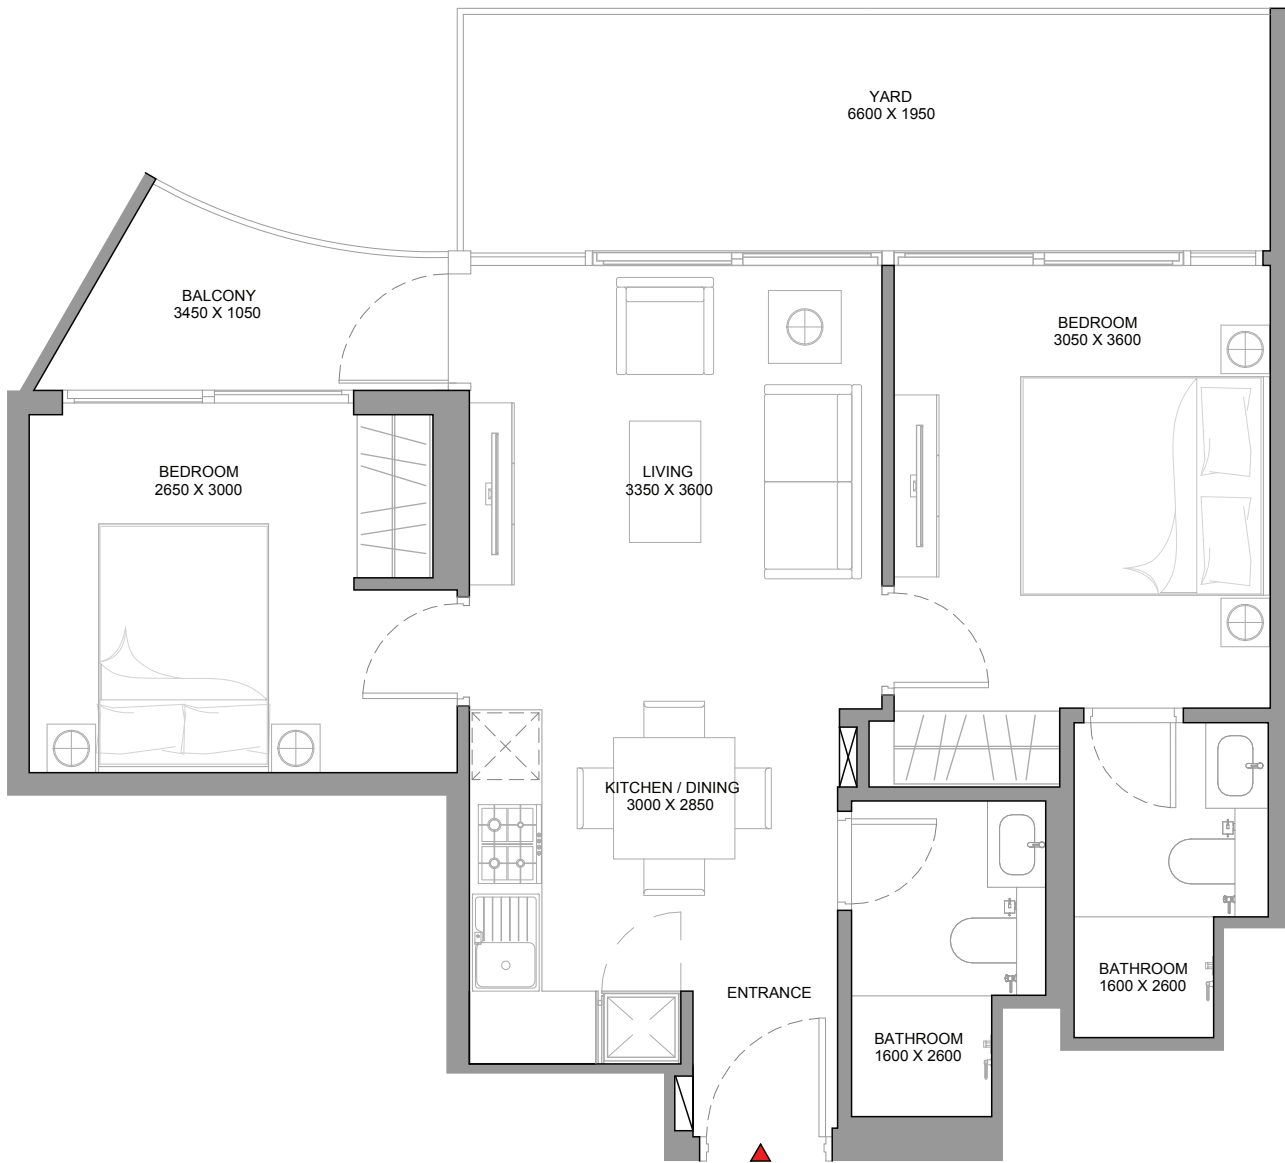 YARD
6600 X 1950
BALCONY
3450 X 1050
BEDROOM
3050 X 3600
BEDROOM
2650 X 3000
LIVING
3350 X 3600
KITCHEN / DINING
3000 X 2850
ENTRANCE
BATHROOM
1600 X 2600
BATHROOM
1600 X 2600